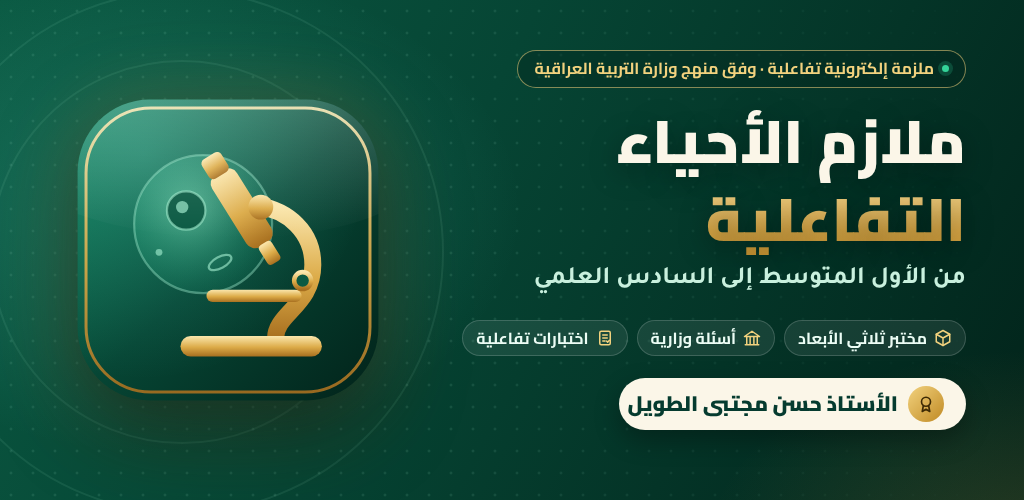 ملزمة إلكترونية تفاعلية · وفق منهج وزارة التربية العراقية
ملازم الأحياء
التفاعلية
من الأول المتوسط إلى السادس العلمي
مختبر ثلاثي الأبعاد
أسئلة وزارية
اختبارات تفاعلية
الأستاذ حسن مجتبى الطويل